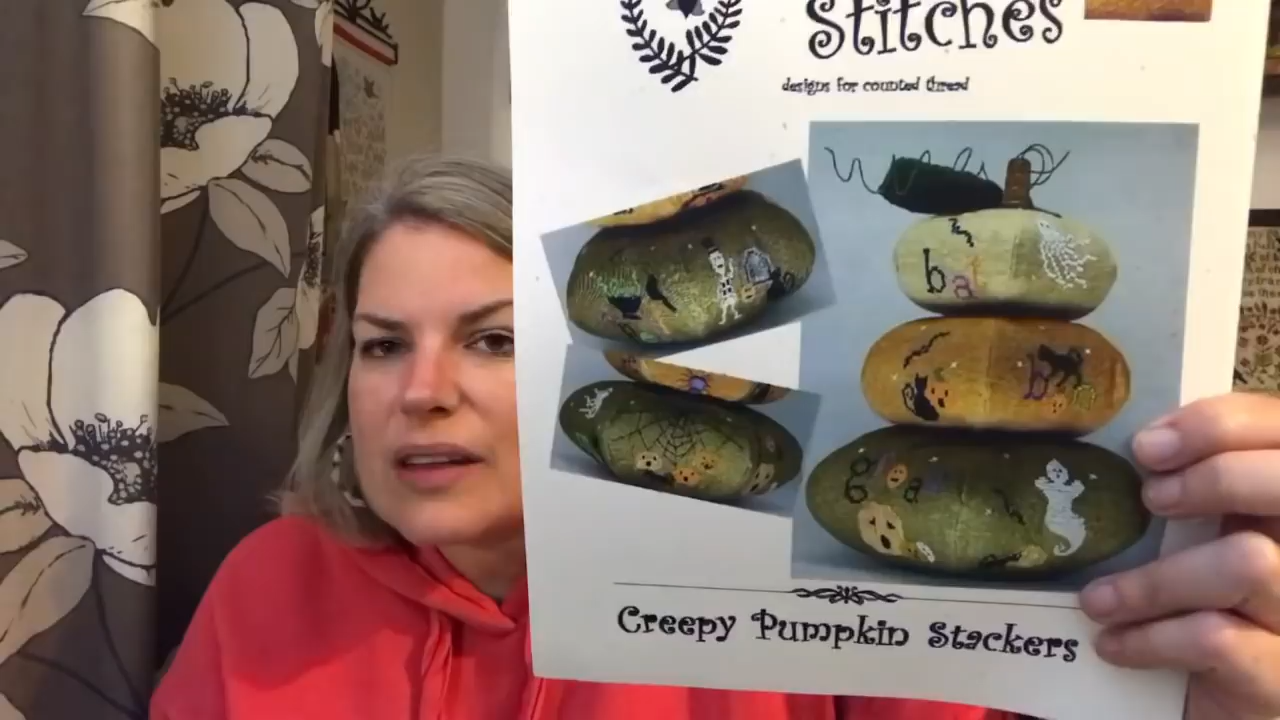 Stitches
designs for counted thread
bat
Creepy Pumpkin Stackers